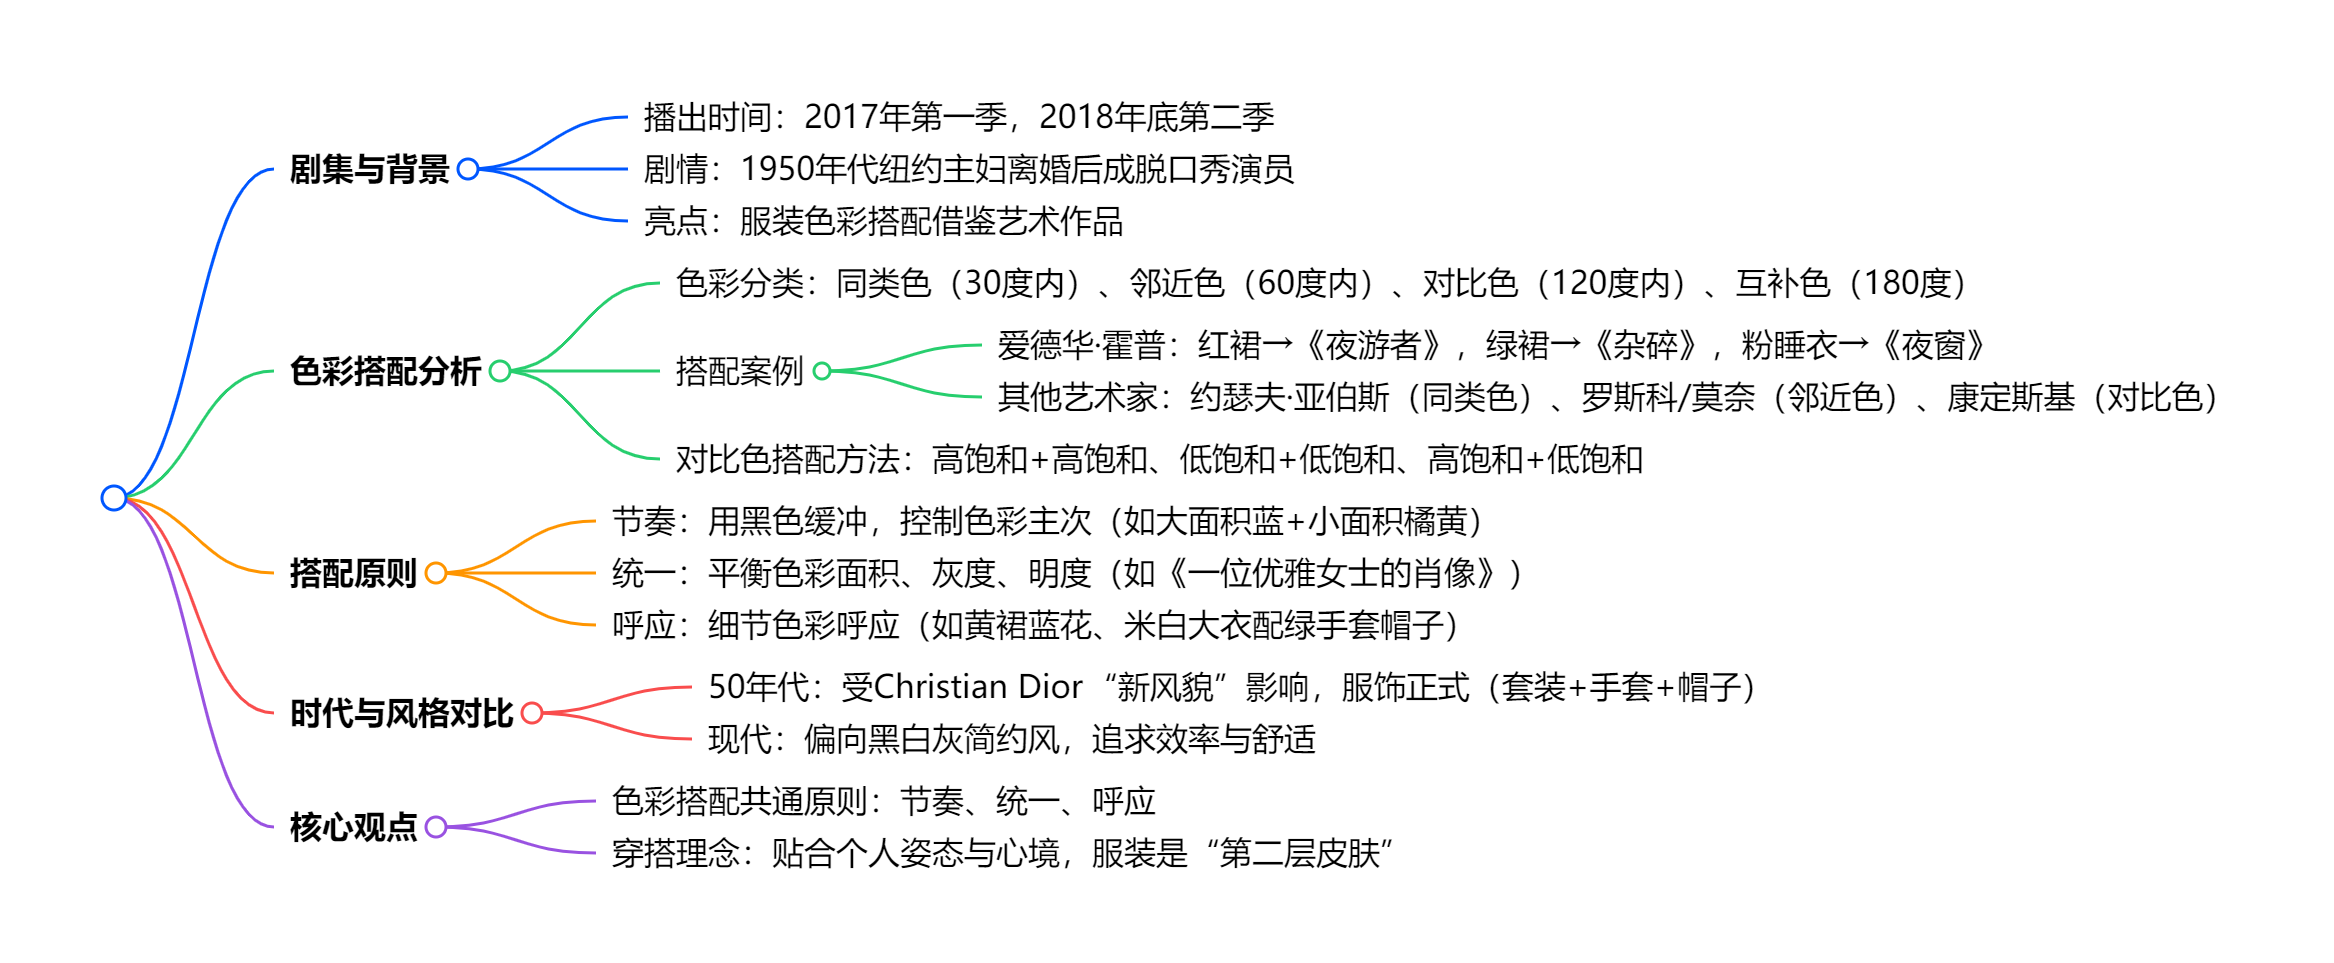 剧集与背景
播出时间：2017年第一季，2018年底第二季
剧情：1950年代纽约主妇离婚后成脱口秀演员
亮点：服装色彩搭配借鉴艺术作品
色彩搭配分析
色彩分类：同类色（30度内）、邻近色（60度内）、对比色（120度内）、互补色（180度）
搭配案例
爱德华·霍普：红裙→《夜游者》，绿裙→《杂碎》，粉睡衣→《夜窗》
其他艺术家：约瑟夫·亚伯斯（同类色）、罗斯科/莫奈（邻近色）、康定斯基（对比色）
对比色搭配方法：高饱和+高饱和、低饱和+低饱和、高饱和+低饱和
搭配原则
节奏：用黑色缓冲，控制色彩主次（如大面积蓝+小面积橘黄）
统一：平衡色彩面积、灰度、明度（如《一位优雅女士的肖像》）
呼应：细节色彩呼应（如黄裙蓝花、米白大衣配绿手套帽子）
时代与风格对比
50年代：受Christian Dior“新风貌”影响，服饰正式（套装+手套+帽子）
现代：偏向黑白灰简约风，追求效率与舒适
核心观点
色彩搭配共通原则：节奏、统一、呼应
穿搭理念：贴合个人姿态与心境，服装是“第二层皮肤”